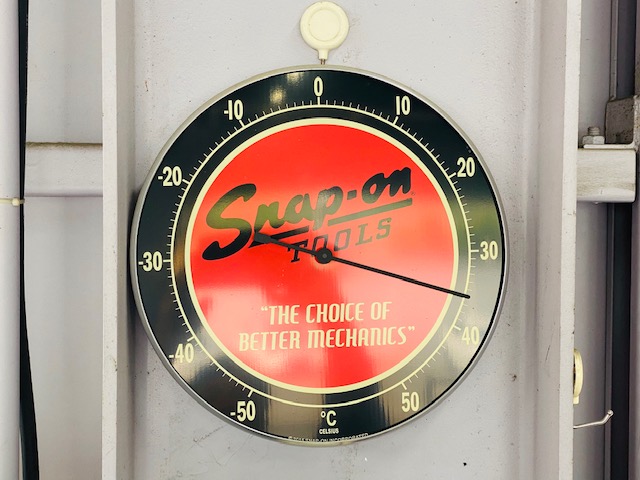 0
-10
10
-20
20
Snap-on
TOOLS
-30
30
"THE CHOICE OF
BETTER MECHANICS"
-40
40
-50
50
°C
CELSIUS